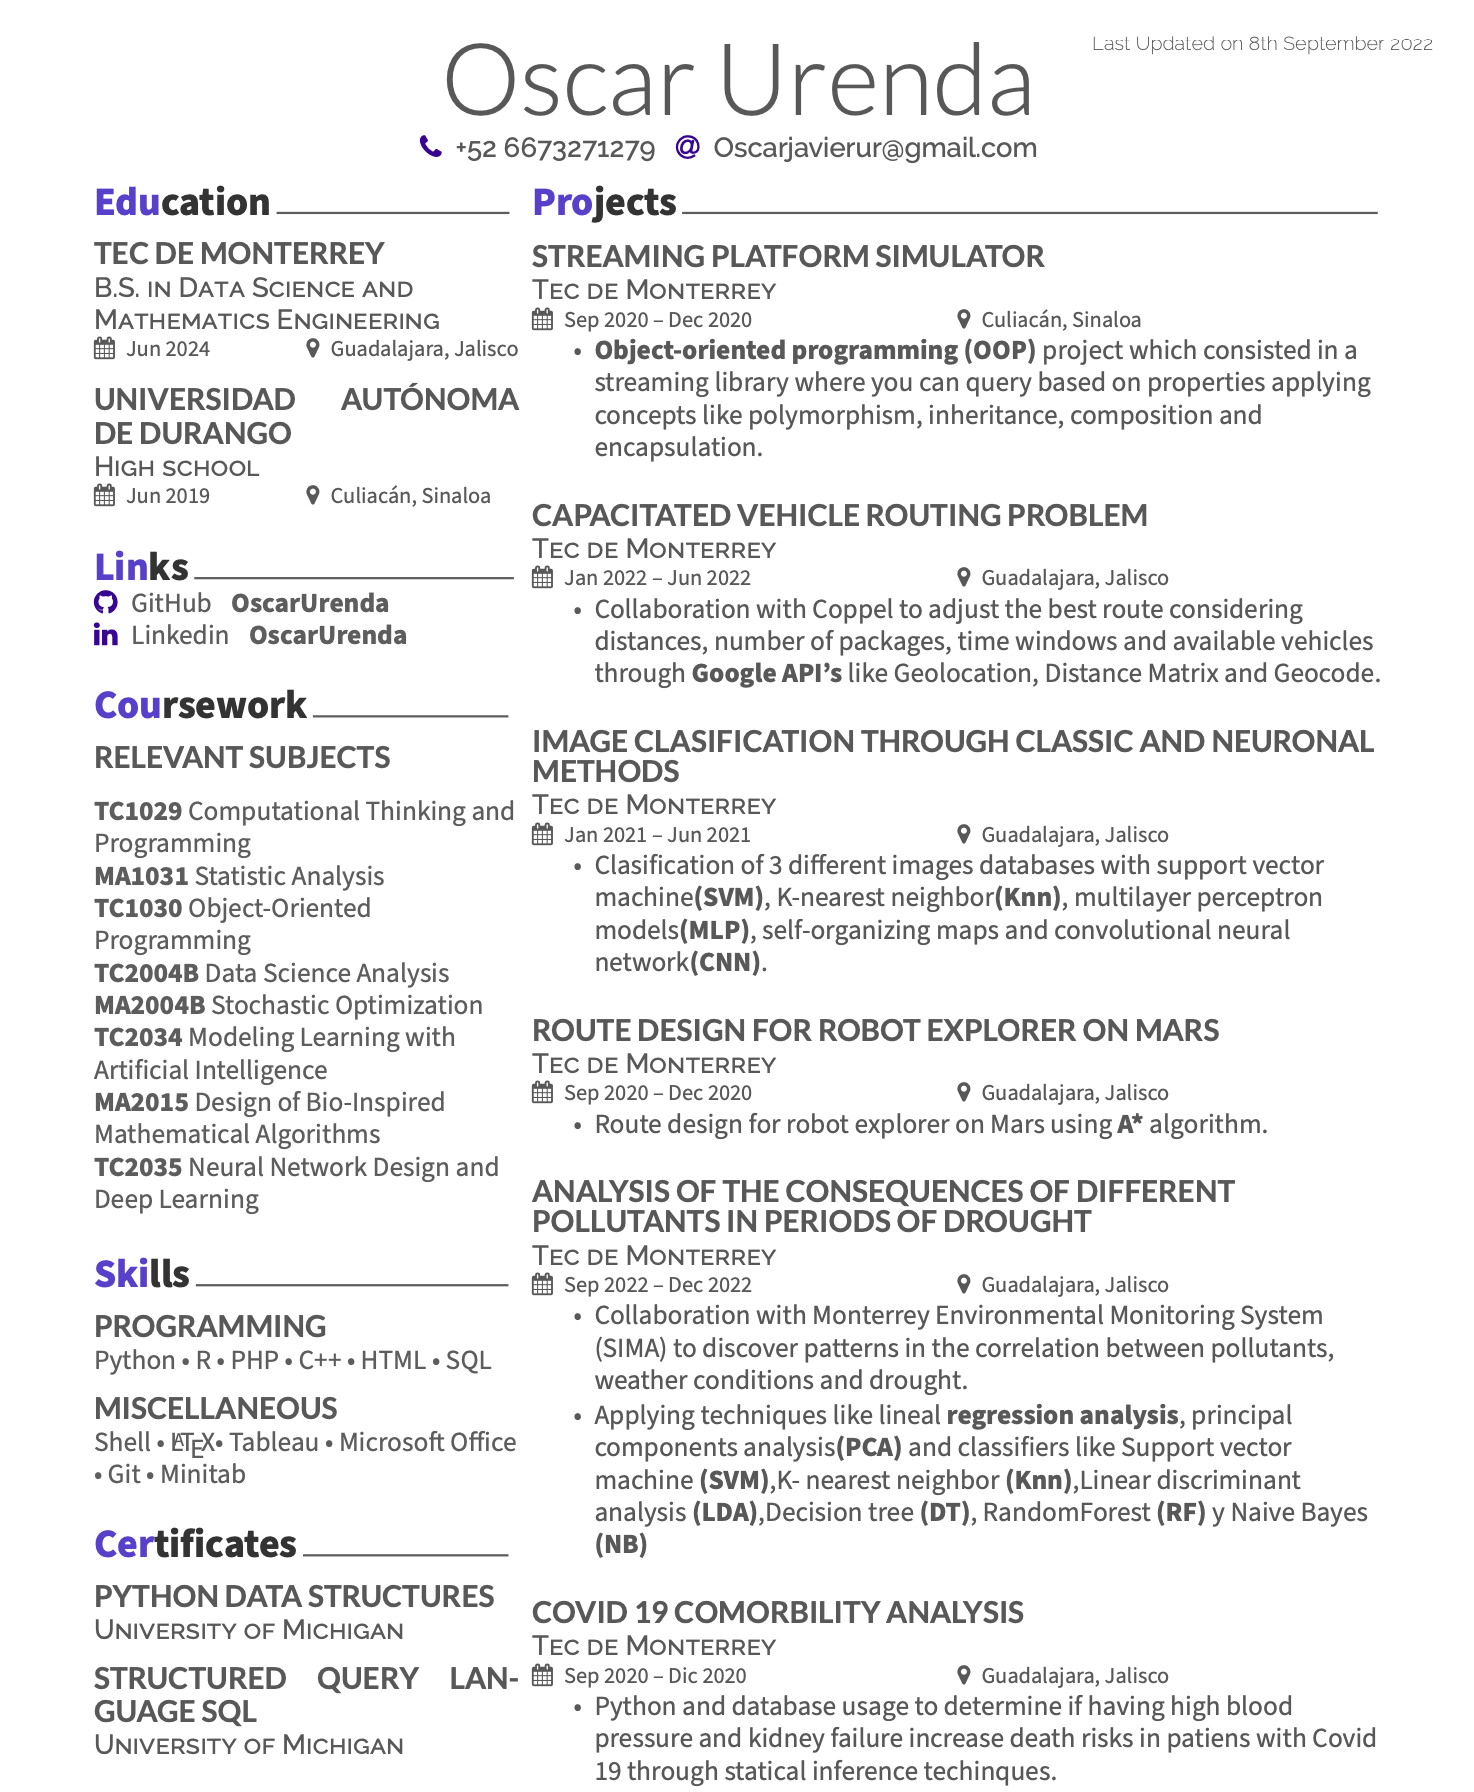 Last Updated on 8th September 2022
Oscar Urenda
+52 6673271279 @ Oscarjavierur@gmail.com
Education
TEC DE MONTERREY
B.S. IN DATA SCIENCE AND
MATHEMATICS ENGINEERING
Jun 2024 Guadalajara, Jalisco
UNIVERSIDAD AUTÓNOMA
DE DURANGO
HIGH SCHOOL
Jun 2019 Culiacán, Sinaloa
Links
GitHub OscarUrenda
in Linkedin OscarUrenda
Coursework
RELEVANT SUBJECTS
TC1029 Computational Thinking and
Programming
MA1031 Statistic Analysis
TC1030 Object-Oriented
Programming
TC2004B Data Science Analysis
MA2004B Stochastic Optimization
TC2034 Modeling Learning with
Artificial Intelligence
MA2015 Design of Bio-Inspired
Mathematical Algorithms
TC2035 Neural Network Design and
Deep Learning
Skills
PROGRAMMING
Python • R • PHP • C++ • HTML • SQL
MISCELLANEOUS
Shell • LATEX• Tableau • Microsoft Office
• Git • Minitab
Certificates
PYTHON DATA STRUCTURES
UNIVERSITY OF MICHIGAN
STRUCTURED QUERY LAN-
GUAGE SQL
UNIVERSITY OF MICHIGAN
Projects
STREAMING PLATFORM SIMULATOR
TEC DE MONTERREY
Sep 2020 – Dec 2020 Culiacán, Sinaloa
• Object-oriented programming (OOP) project which consisted in a
streaming library where you can query based on properties applying
concepts like polymorphism, inheritance, composition and
encapsulation.
CAPACITATED VEHICLE ROUTING PROBLEM
TEC DE MONTERREY
Jan 2022 – Jun 2022 Guadalajara, Jalisco
• Collaboration with Coppel to adjust the best route considering
distances, number of packages, time windows and available vehicles
through Google API’s like Geolocation, Distance Matrix and Geocode.
IMAGE CLASIFICATION THROUGH CLASSIC AND NEURONAL
METHODS
TEC DE MONTERREY
Jan 2021 – Jun 2021 Guadalajara, Jalisco
• Clasification of 3 different images databases with support vector
machine(SVM), K-nearest neighbor(Knn), multilayer perceptron
models(MLP), self-organizing maps and convolutional neural
network(CNN).
ROUTE DESIGN FOR ROBOT EXPLORER ON MARS
TEC DE MONTERREY
Sep 2020 – Dec 2020 Guadalajara, Jalisco
• Route design for robot explorer on Mars using A* algorithm.
ANALYSIS OF THE CONSEQUENCES OF DIFFERENT
POLLUTANTS IN PERIODS OF DROUGHT
TEC DE MONTERREY
Sep 2022 – Dec 2022 Guadalajara, Jalisco
• Collaboration with Monterrey Environmental Monitoring System
(SIMA) to discover patterns in the correlation between pollutants,
weather conditions and drought.
• Applying techniques like lineal regression analysis, principal
components analysis(PCA) and classifiers like Support vector
machine (SVM),K- nearest neighbor (Knn),Linear discriminant
analysis (LDA),Decision tree (DT), RandomForest (RF) y Naive Bayes
(NB)
COVID 19 COMORBILITY ANALYSIS
TEC DE MONTERREY
Sep 2020 – Dic 2020 Guadalajara, Jalisco
• Python and database usage to determine if having high blood
pressure and kidney failure increase death risks in patiens with Covid
19 through statical inference techinques.